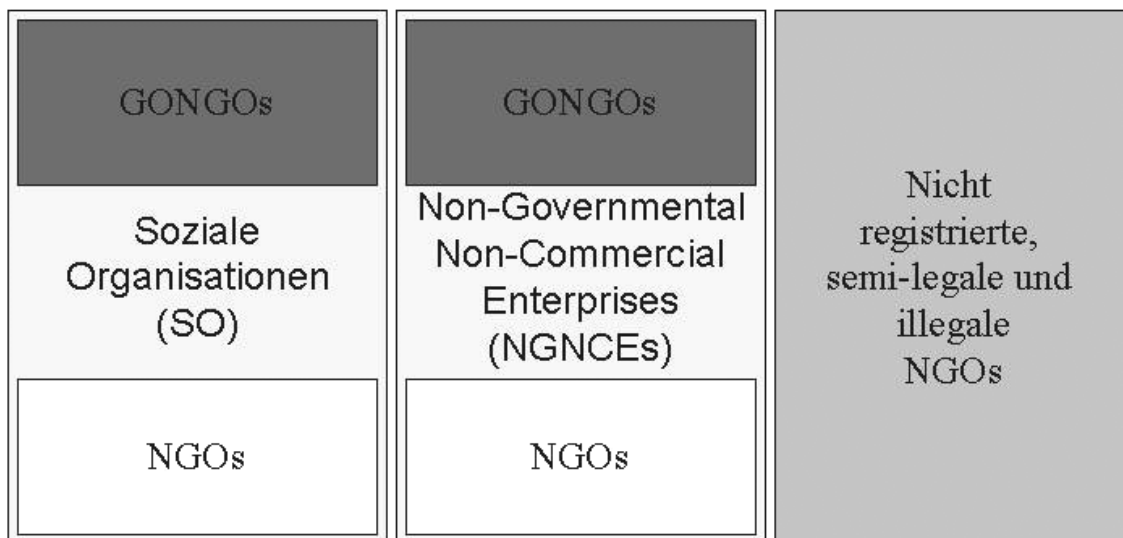 GONGOs
Soziale
Organisationen
(SO)
NGOs
GONGOs
Non-Governmental
Non-Commercial
Enterprises
(NGNCEs)
NGOs
Nicht
registrierte,
semi-legale und
illegale
NGOs